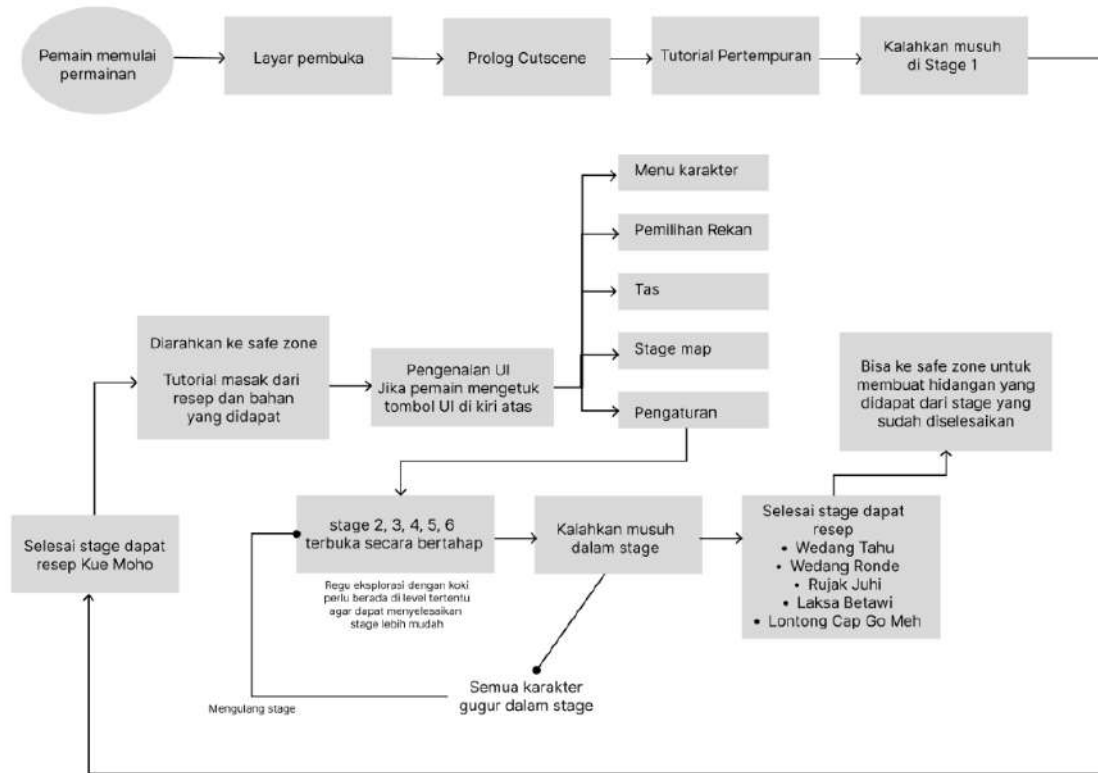 Pemain memulai
permainan
Layar pembuka
Prolog Cutscene
Tutorial Pertempuran
Kalahkan musuh
di Stage 1
Menu karakter
Pemilihan Rekan
Tas
Stage map
Pengaturan
Diarahkan ke safe zone
Tutorial masak dari
resep dan bahan
yang didapat
Pengenalan UI
Jika pemain mengetuk
tombol UI di kiri atas
Bisa ke safe zone untuk
membuat hidangan yang
didapat dari stage yang
sudah diselesaikan
Selesai stage dapat
resep Kue Moho
stage 2, 3, 4, 5, 6
terbuka secara bertahap
Regu eksplorasi dengan koki
perlu berada di level tertentu
agar dapat menyelesaikan
stage lebih mudah
Kalahkan musuh
dalam stage
Selesai stage dapat
resep
• Wedang Tahu
• Wedang Ronde
• Rujak Juhi
• Laksa Betawi
• Lontong Cap Go Meh
Semua karakter
gugur dalam stage
Mengulang stage